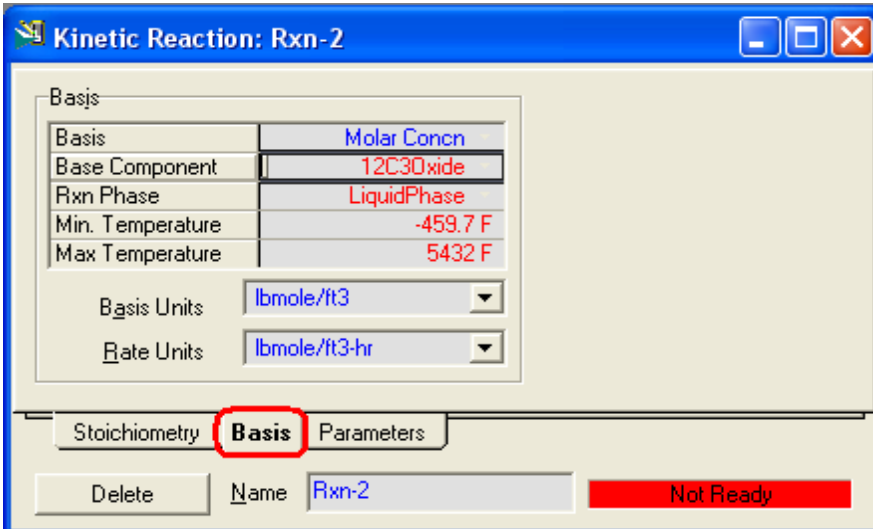 Kinetic Reaction: Rxn-2
Basis
Basis Molar Concn
Base Component 12C3Oxide
Rxn Phase LiquidPhase
Min. Temperature -459.7 F
Max Temperature 5432 F
Basis Units lbmole/ft3
Rate Units lbmole/ft3-hr
Stoichiometry Basis Parameters
Delete Name Rxn-2 Not Ready